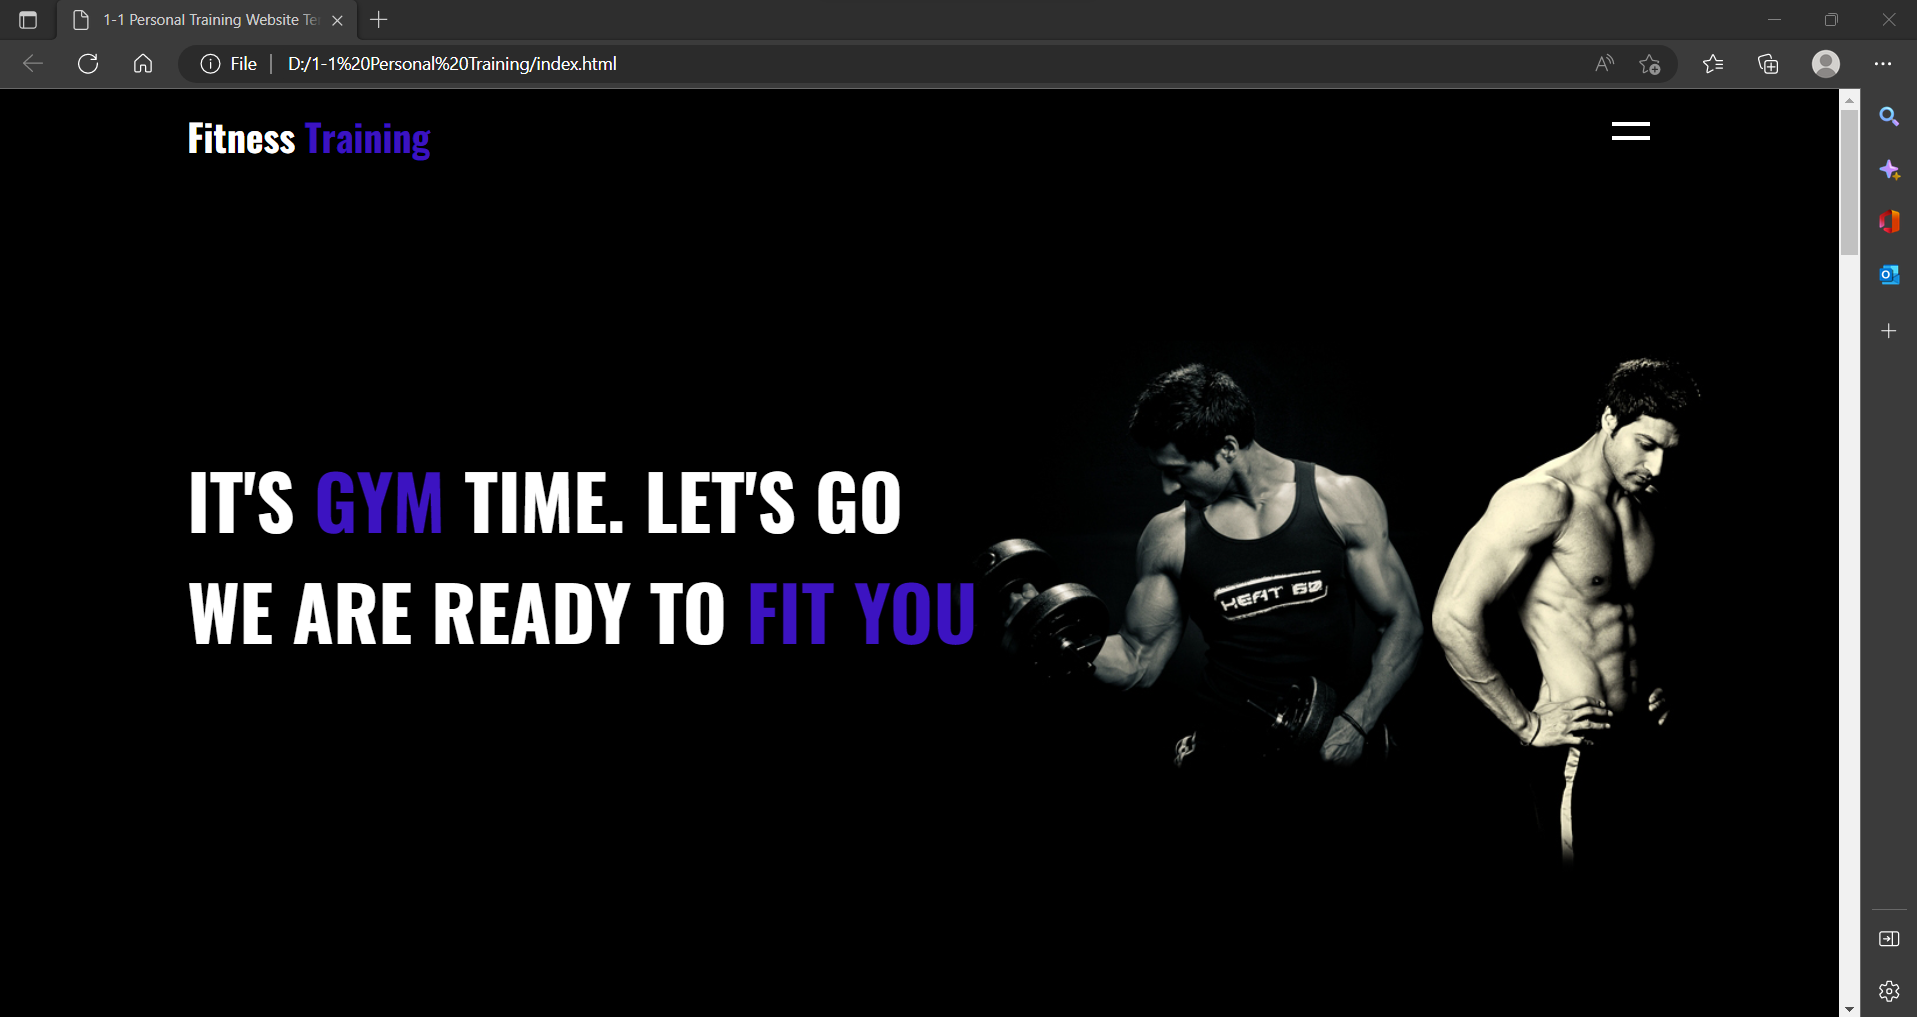 1-1 Personal Training Website Te
File
D:/1-1%20Personal%20Training/index.html
Fitness Training
IT'S GYM TIME. LET'S GO
WE ARE READY TO FIT YOU
HEAT 60